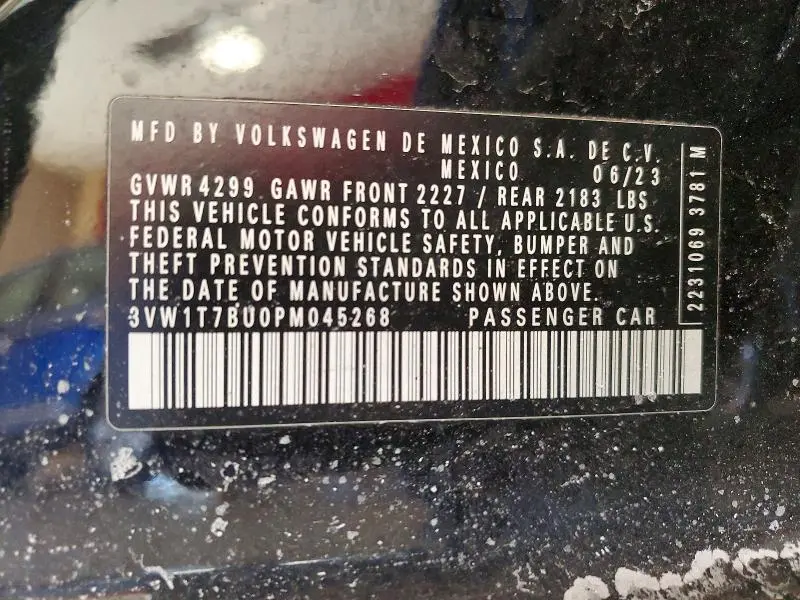 MFD BY VOLKSWAGEN DE MEXICO S.A. DE C.V.
MEXICO 06/23
GVWR 4299 GAWR FRONT 2227 / REAR 2183 LBS
THIS VEHICLE CONFORMS TO ALL APPLICABLE U.S.
FEDERAL MOTOR VEHICLE SAFETY, BUMPER AND
THEFT PREVENTION STANDARDS IN EFFECT ON
THE DATE OF MANUFACTURE SHOWN ABOVE.
3VW1T7BU0PM045268 PASSENGER CAR
2231069 3781 M